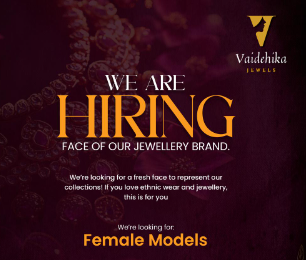 Vaidehika
JEWELS
WE ARE
HIRING
FACE OF OUR JEWELLERY BRAND.
We're looking for a fresh face to represent our
collections! If you love ethnic wear and jewellery,
this is for you
We're looking for:
Female Models